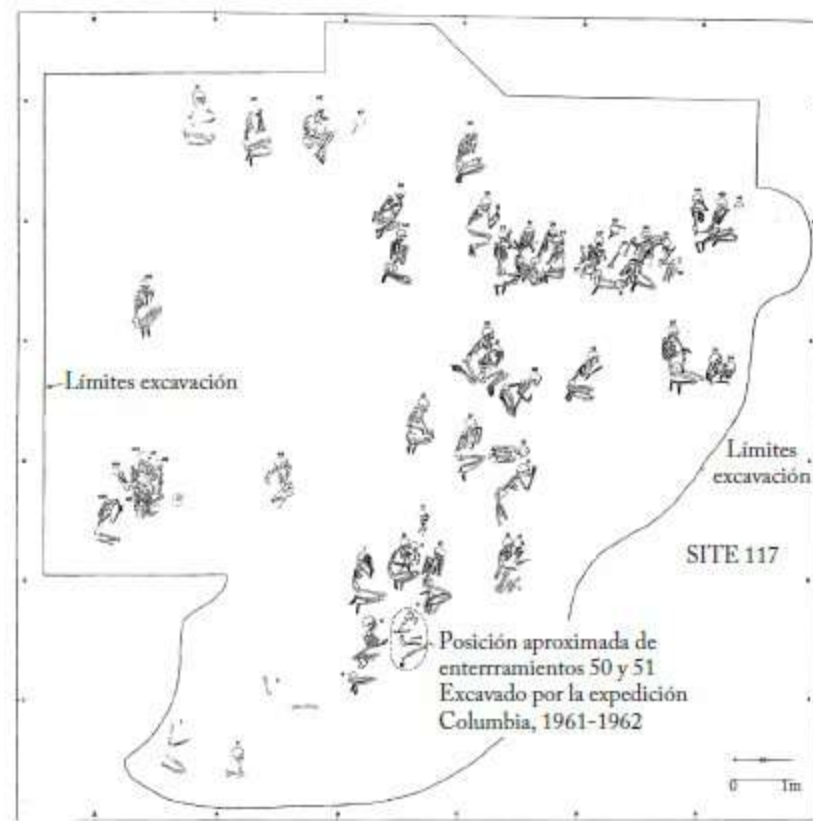 Límites excavación
Límites
excavación
SITE 117
Posición aproximada de
enterrramientos 50 y 51
Excavado por la expedición
Columbia, 1961-1962
0 1m